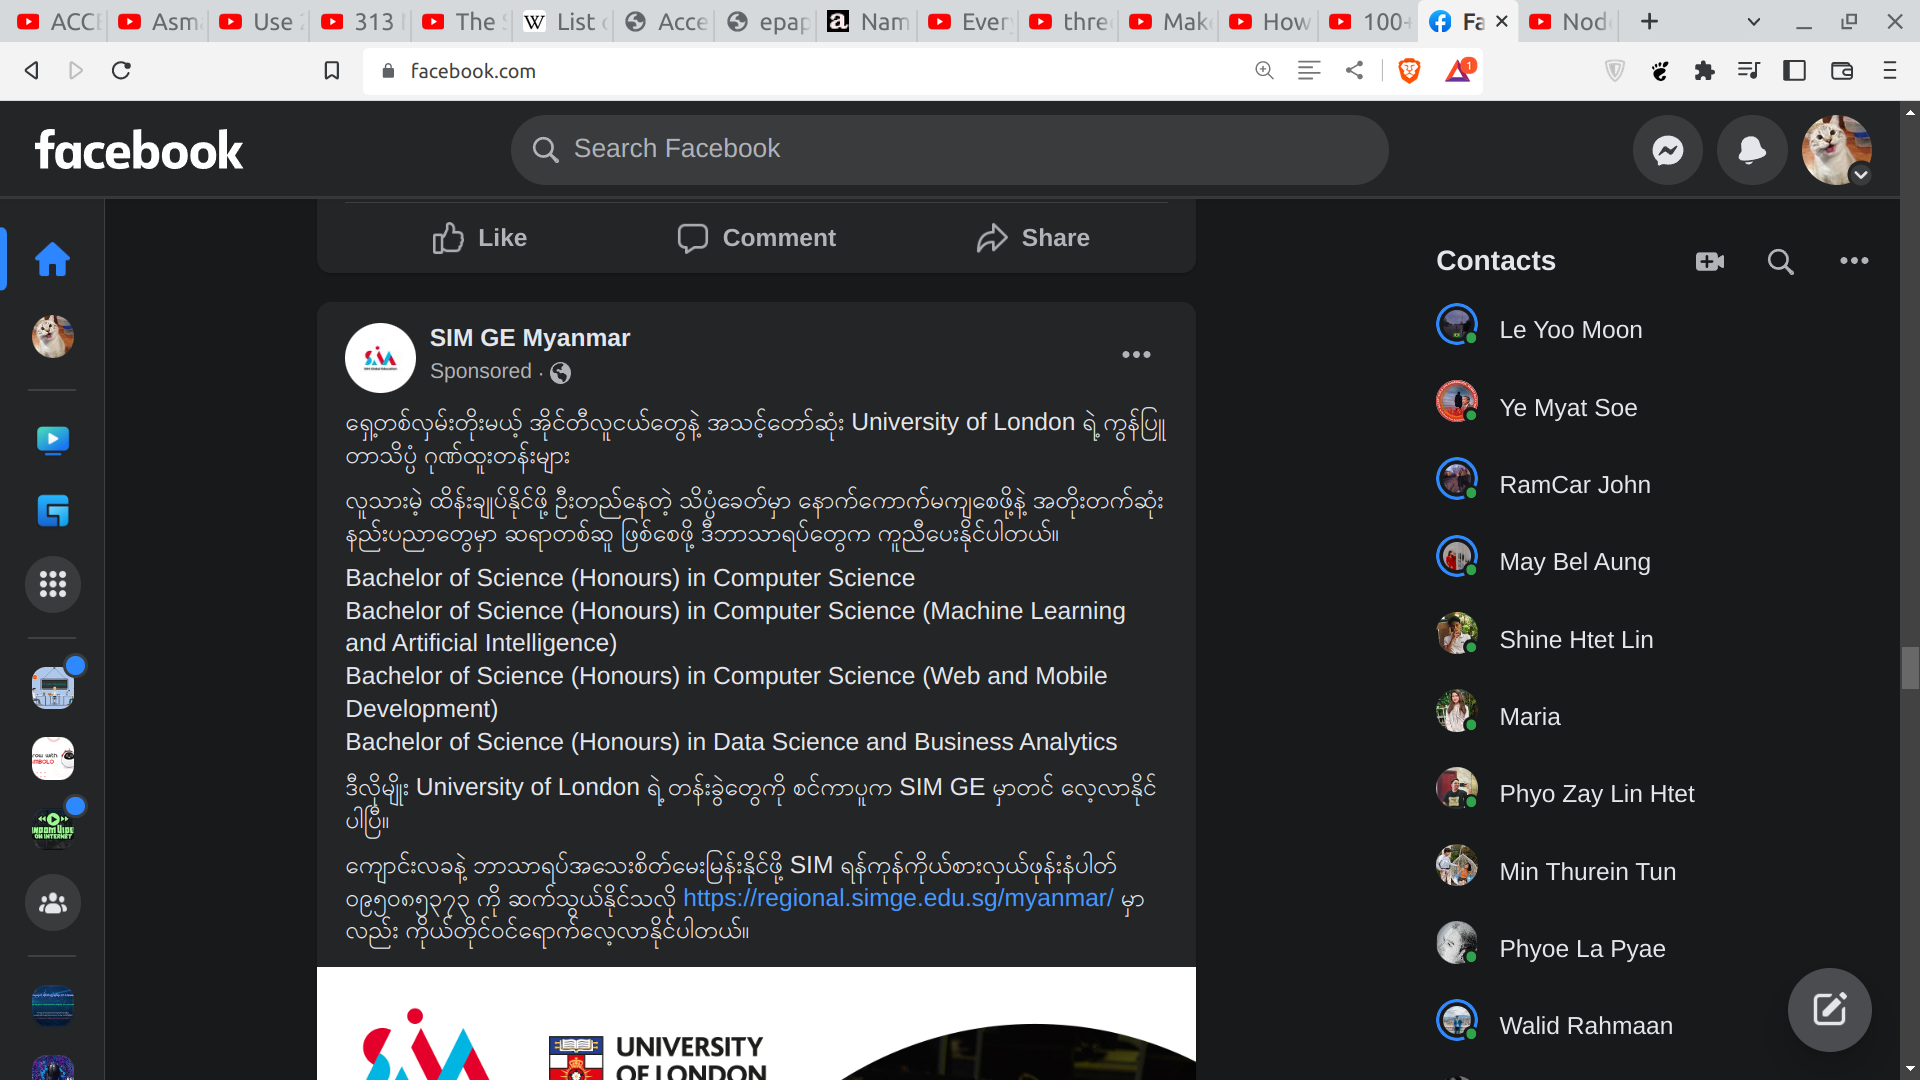 ACCE
Asma
Use 2
313
The S
List o
Acce
epap
Nam
Ever
three
Make
How
100+
Fa
Node
facebook.com
1
facebook
Search Facebook
Like
Comment
Share
Contacts
SIM GE Myanmar
Sponsored ·
ရှေ့တစ်လှမ်းတိုးမယ့် အိုင်တီလူငယ်တွေနဲ့ အသင့်တော်ဆုံး University of London ရဲ့ ကွန်ပြူ
တာသိပ္ပံ ဂုဏ်ထူးတန်းများ
လူသားမဲ့ ထိန်းချုပ်နိုင်ဖို့ ဦးတည်နေတဲ့ သိပ္ပံခေတ်မှာ နောက်ကောက်မကျစေဖို့နဲ့ အတိုးတက်ဆုံး
နည်းပညာတွေမှာ ဆရာတစ်ဆူ ဖြစ်စေဖို့ ဒီဘာသာရပ်တွေက ကူညီပေးနိုင်ပါတယ်။
Bachelor of Science (Honours) in Computer Science
Bachelor of Science (Honours) in Computer Science (Machine Learning
and Artificial Intelligence)
Bachelor of Science (Honours) in Computer Science (Web and Mobile
Development)
Bachelor of Science (Honours) in Data Science and Business Analytics
ဒီလိုမျိုး University of London ရဲ့ တန်းခွဲတွေကို စင်ကာပူက SIM GE မှာတင် လေ့လာနိုင်
ပါပြီ။
ကျောင်းလခနဲ့ ဘာသာရပ်အသေးစိတ်မေးမြန်းနိုင်ဖို့ SIM ရန်ကုန်ကိုယ်စားလှယ်ဖုန်းနံပါတ်
၀၉၅၀၈၅၃၇၃ ကို ဆက်သွယ်နိုင်သလို https://regional.simge.edu.sg/myanmar/ မှာ
လည်း ကိုယ်တိုင်ဝင်ရောက်လေ့လာနိုင်ပါတယ်။
UNIVERSITY
OF LONDON
Le Yoo Moon
Ye Myat Soe
RamCar John
May Bel Aung
Shine Htet Lin
Maria
Phyo Zay Lin Htet
Min Thurein Tun
Phyoe La Pyae
Walid Rahmaan